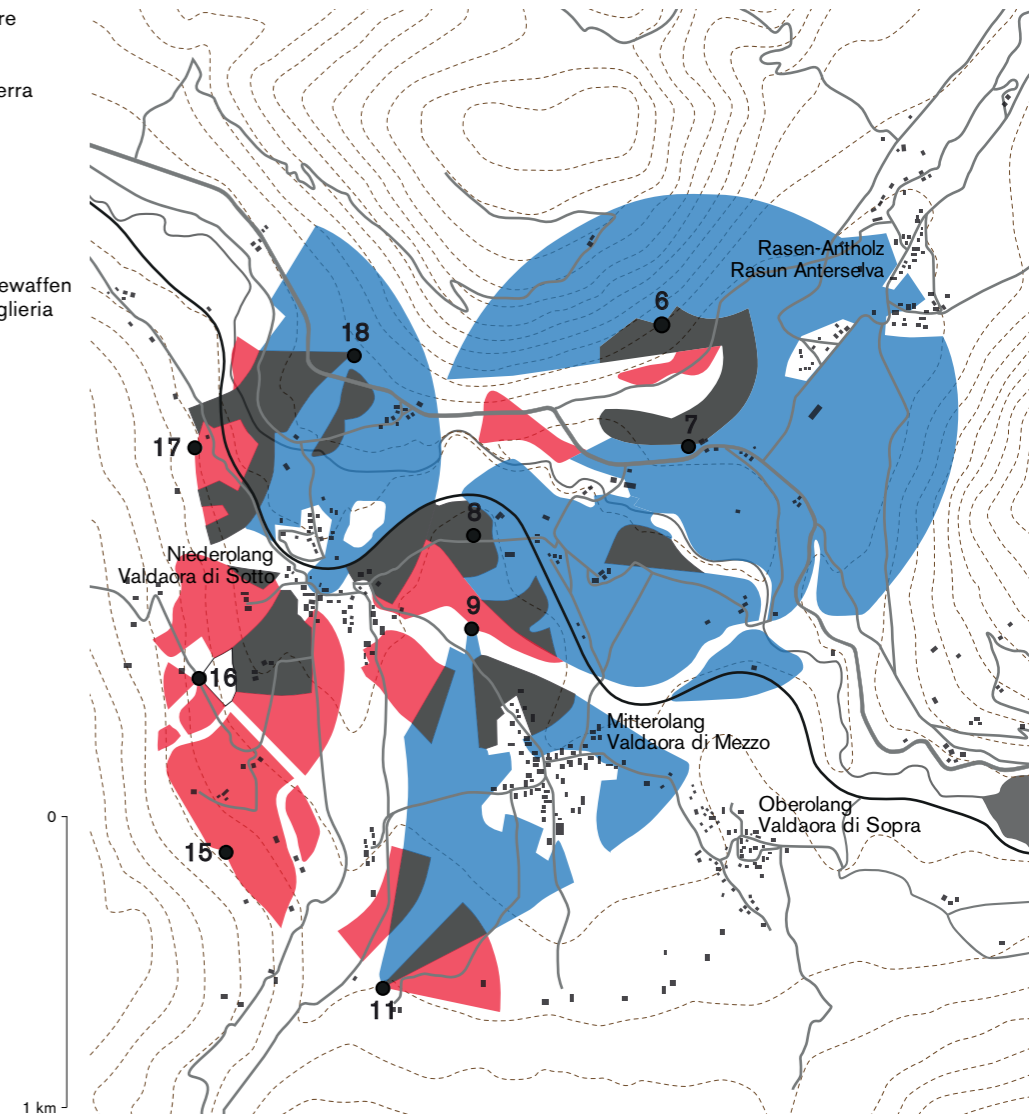 re
erra
ewaffen
glieria
Rasen-Antholz
Rasun Anterselva
6
18
7
17
8
Niederolang
Valdaora di Sotto
9
16
Mitterolang
Valdaora di Mezzo
Oberolang
Valdaora di Sopra
0
15
11
1 km